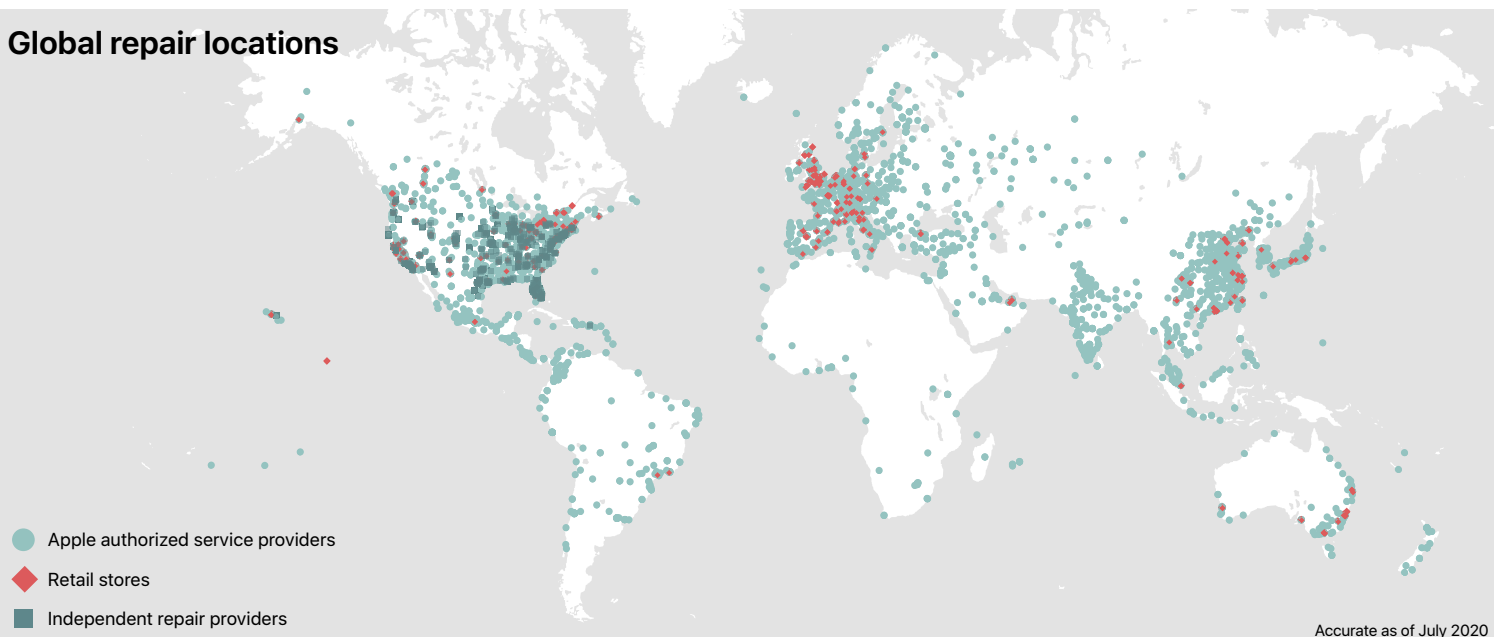 Global repair locations
Apple authorized service providers
Retail stores
Independent repair providers
Accurate as of July 2020